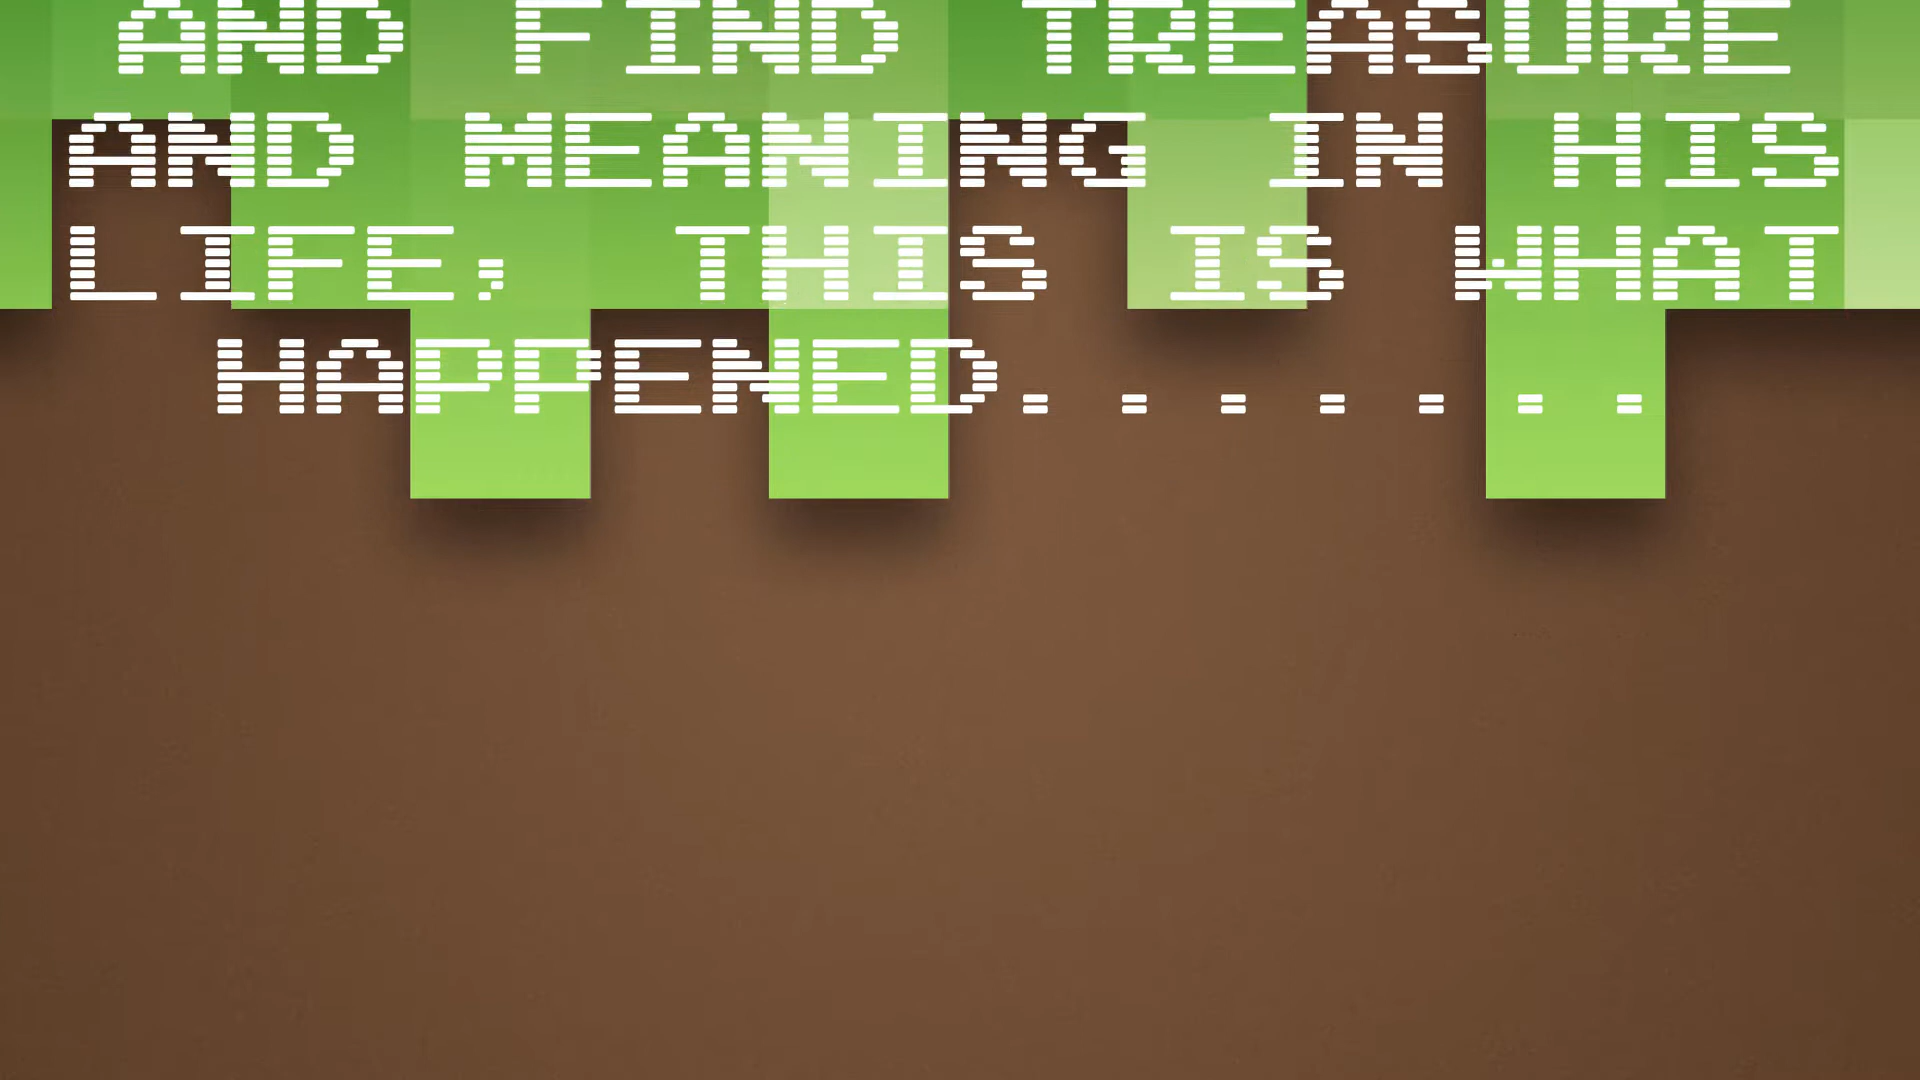 AND FIND TREASURE
AND MEANING IN HIS
LIFE, THIS IS WHAT
HAPPENED.......